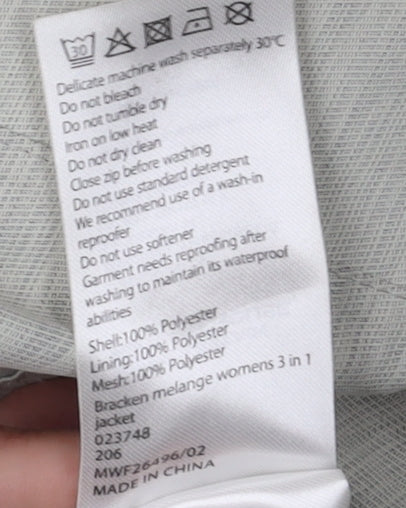 30
Delicate machine wash separately 30°C
Do not bleach
Do not tumble dry
Iron on low heat
Do not dry clean
Close zip before washing
Do not use standard detergent
We recommend use of a wash-in
reproofer
Do not use softener
Garment needs reproofing after
washing to maintain its waterproof
abilities
Shell:100% Polyester
Lining:100% Polyester
Mesh:100% Polyester
Bracken melange womens 3 in 1
jacket
023748
206
MWF26496/02
MADE IN CHINA